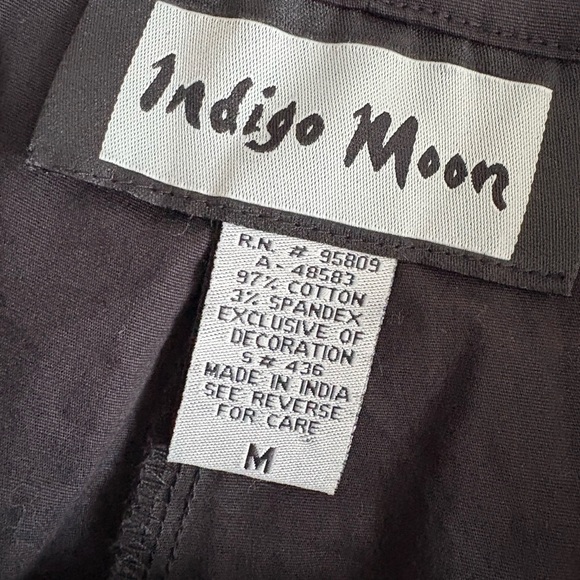 Indigo Moon
R.N. # 95809
A-48583
97% COTTON
3% SPANDEX
EXCLUSIVE OF
DECORATION
S # 436
MADE IN INDIA
SEE REVERSE
FOR CARE
M